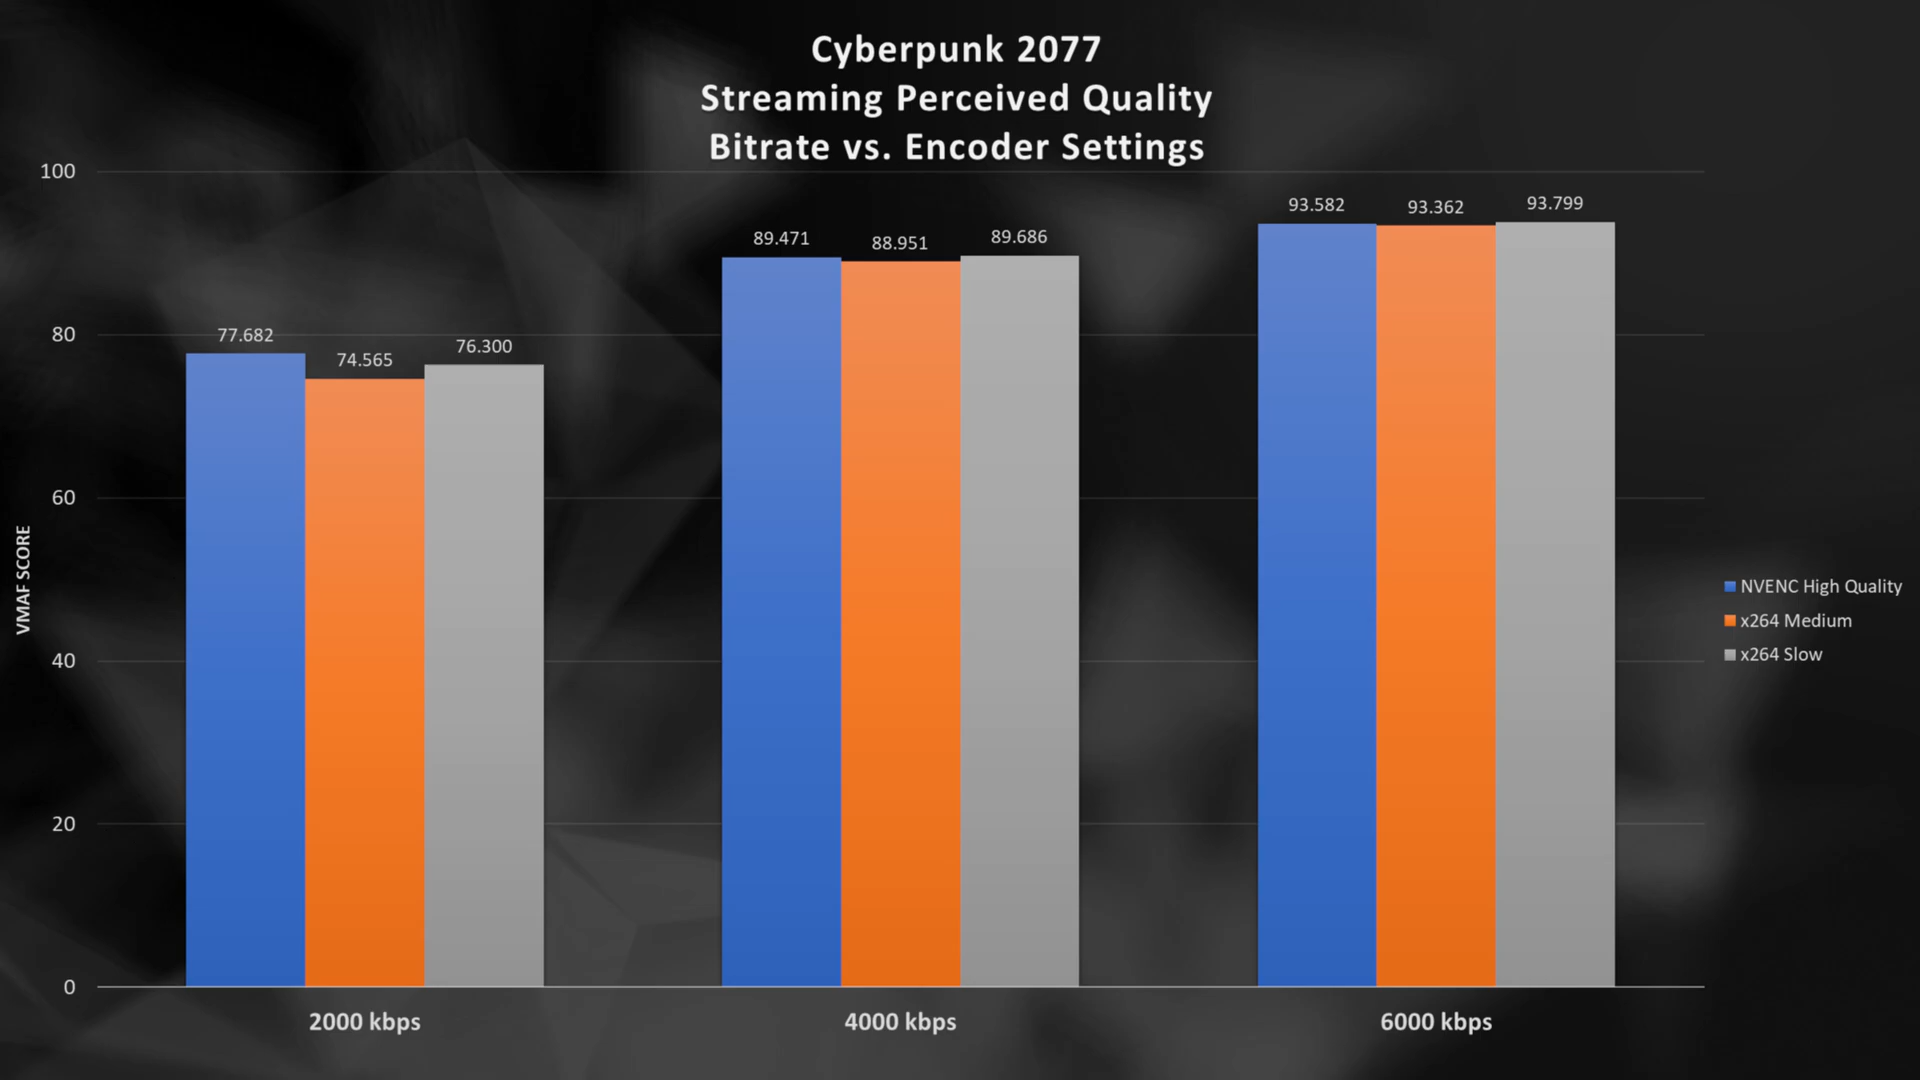 Cyberpunk 2077
Streaming Perceived Quality
Bitrate vs. Encoder Settings
VMAF SCORE
100
80
60
40
20
0
77.682
74.565
76.300
89.471
88.951
89.686
93.582
93.362
93.799
2000 kbps
4000 kbps
6000 kbps
NVENC High Quality
x264 Medium
x264 Slow